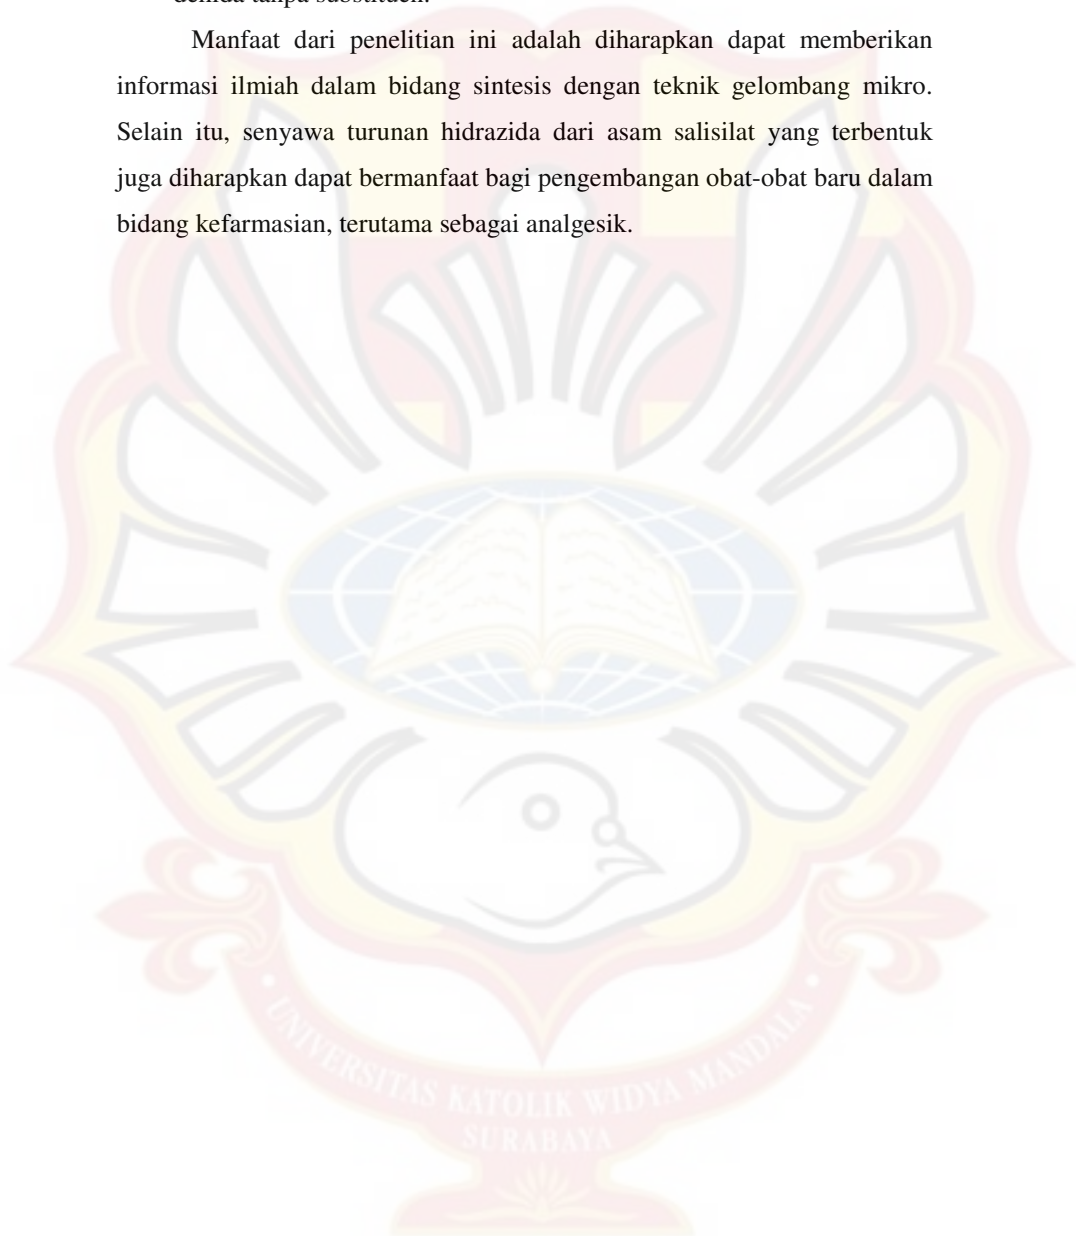 tanpa substituen.
Manfaat dari penelitian ini adalah diharapkan dapat memberikan
informasi ilmiah dalam bidang sintesis dengan teknik gelombang mikro.
Selain itu, senyawa turunan hidrazida dari asam salisilat yang terbentuk
juga diharapkan dapat bermanfaat bagi pengembangan obat-obat baru dalam
bidang kefarmasian, terutama sebagai analgesik.
UNIVERSITAS KATOLIK WIDYA MANDALA
SURABAYA